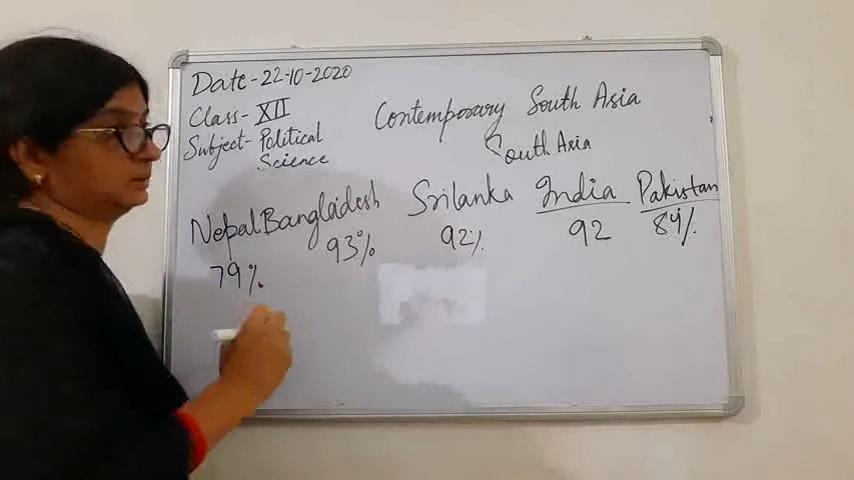 Date - 22-10-2020
Class - XII
Subject - Political
Science
Contemporary South Asia
South Asia
Nepal Bangladesh Srilanka India Pakistan
79% 93% 92% 92 84%